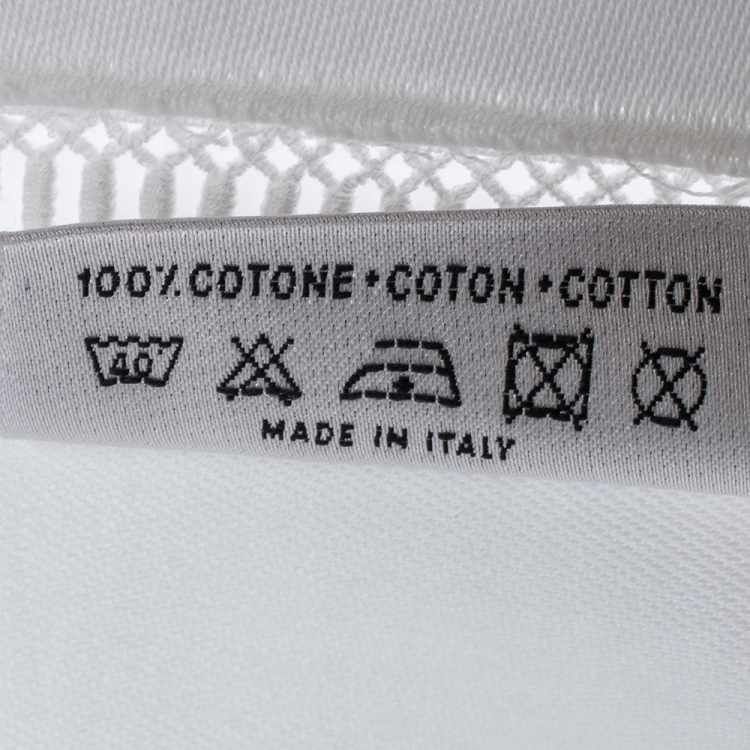 100% COTONE • COTON • COTTON
40°
MADE IN ITALY